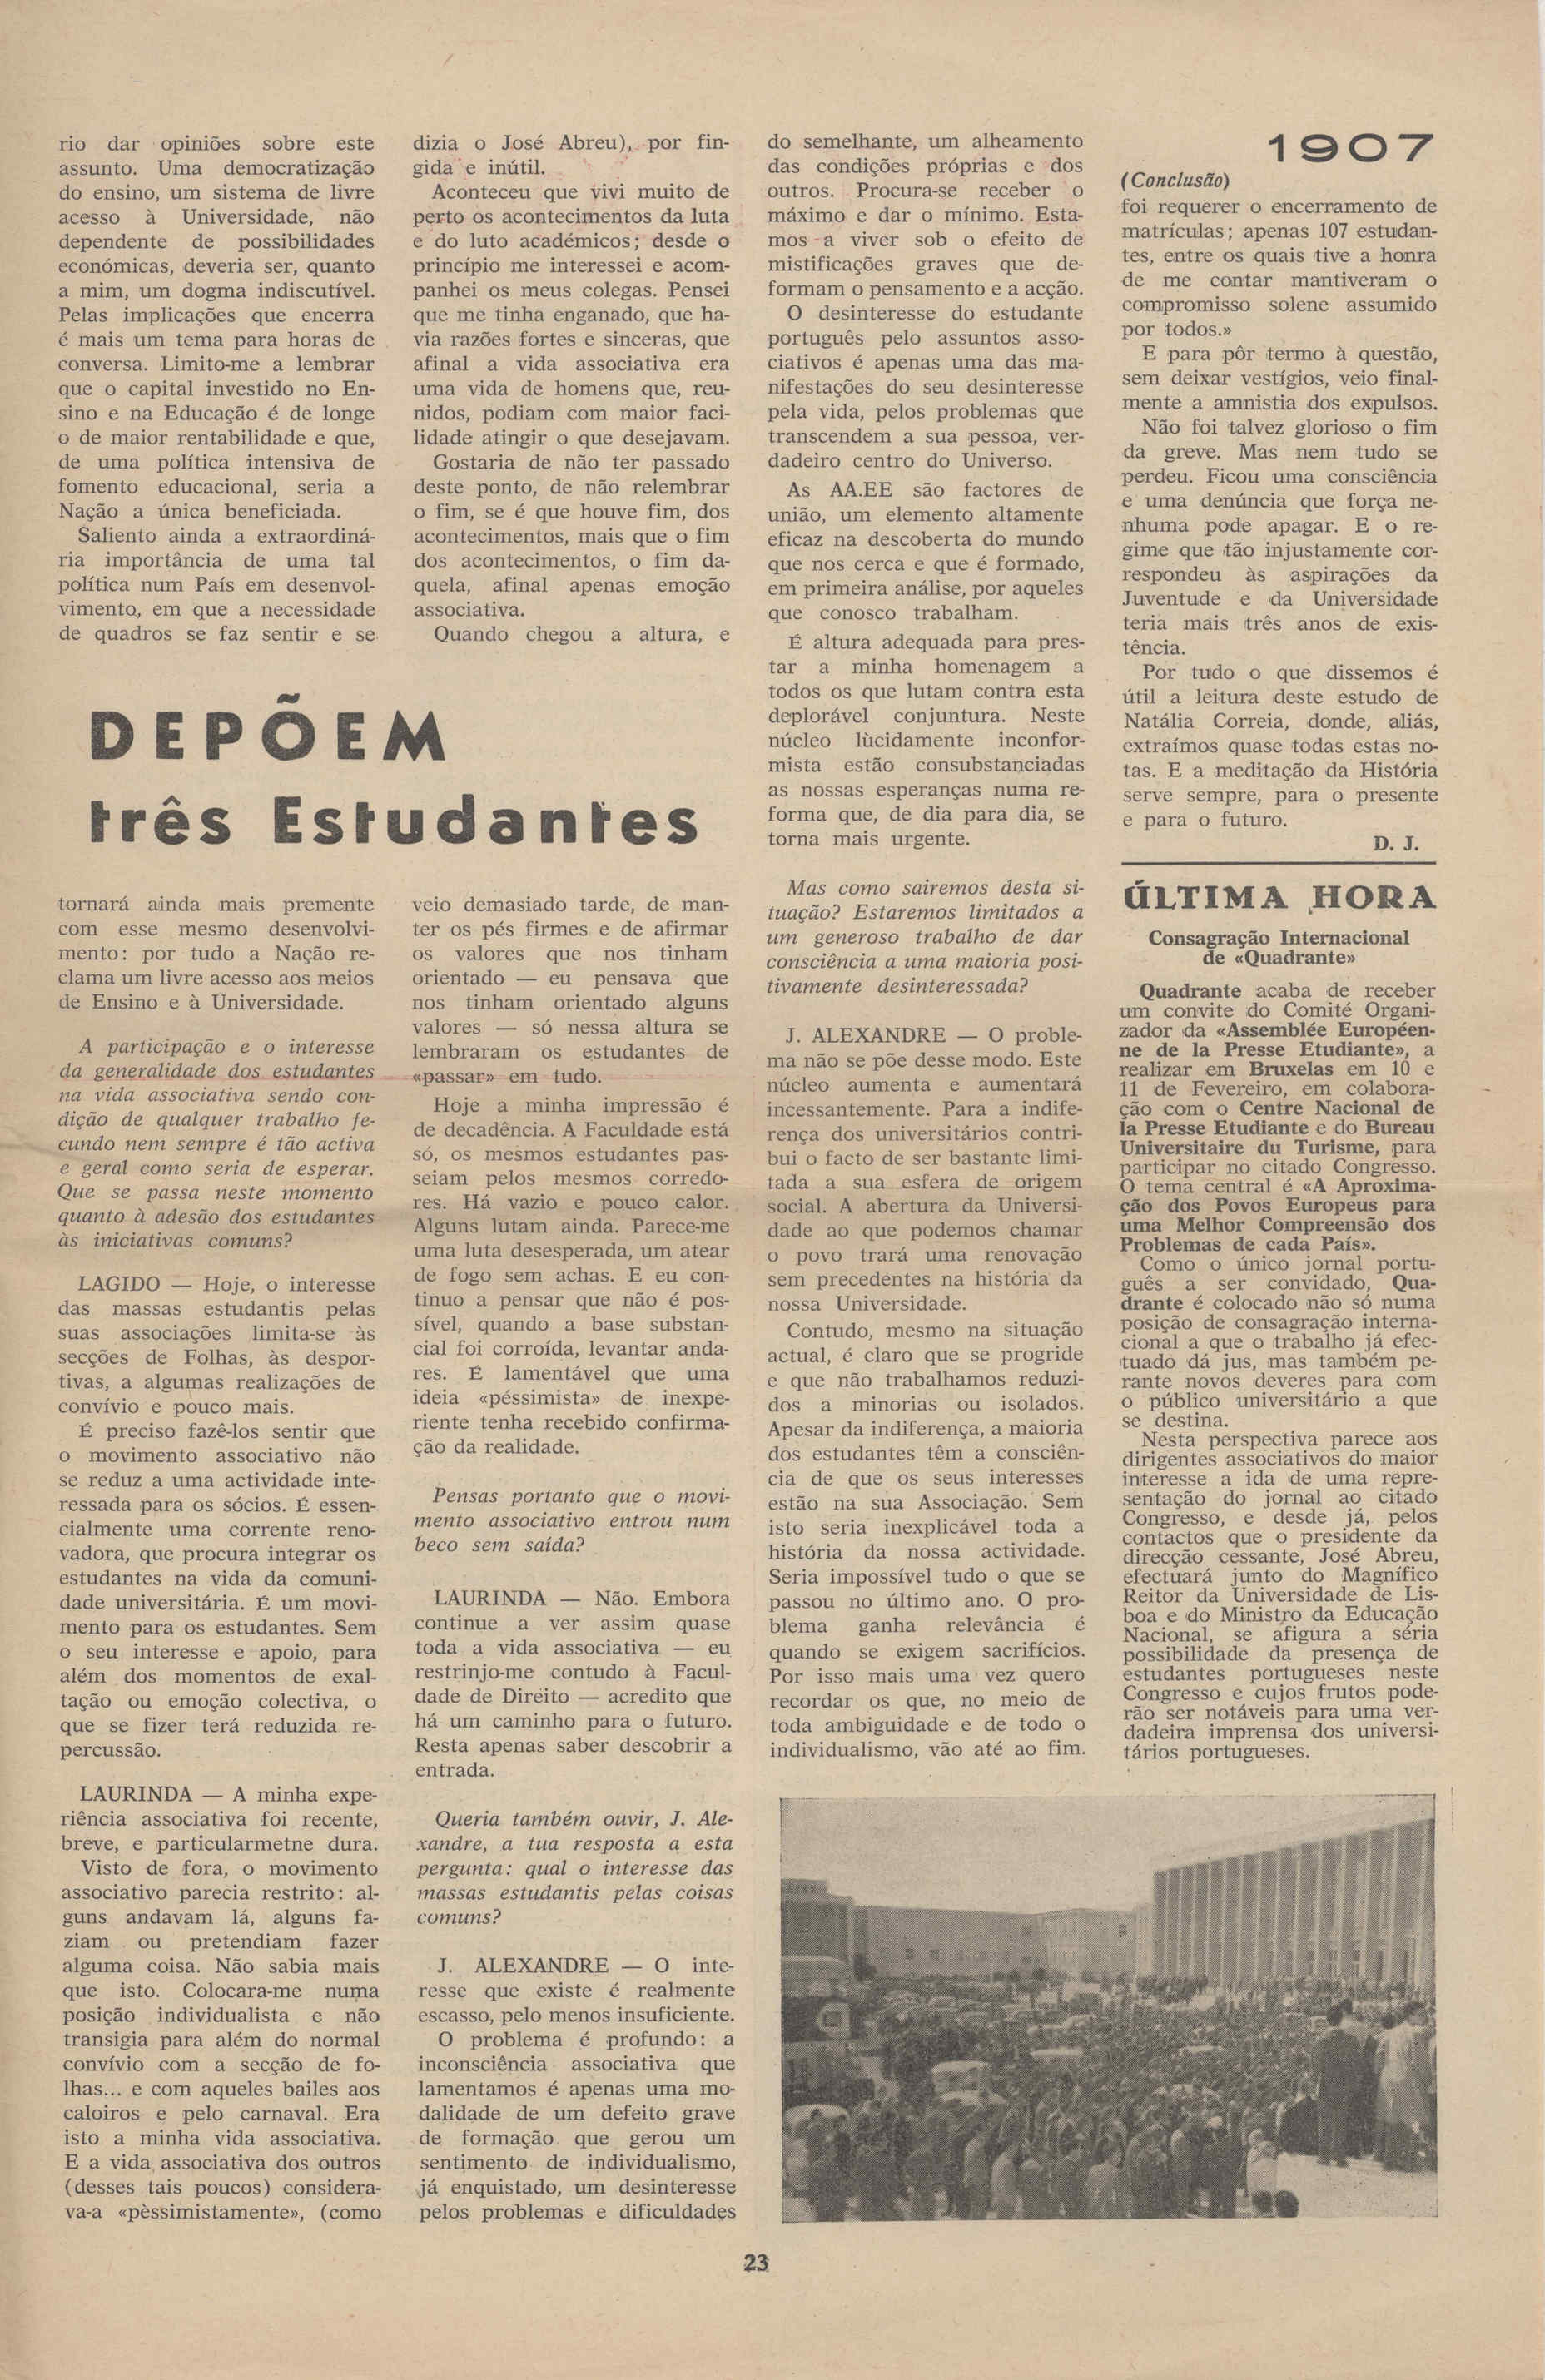 rio dar opiniões sobre este
assunto. Uma democratização
do ensino, um sistema de livre
acesso à Universidade, não
dependente de possibilidades
económicas, deveria ser, quanto
a mim, um dogma indiscutível.
Pelas implicações que encerra
é mais um tema para horas de
conversa. Limito-me a lembrar
que o capital investido no En-
sino e na Educação é de longe
o de maior rentabilidade e que,
de uma política intensiva de
fomento educacional, seria a
Nação a única beneficiada.
Saliento ainda a extraordiná-
ria importância de uma tal
política num País em desenvol-
vimento, em que a necessidade
de quadros se faz sentir e se
DEPÕEM
três Estudantes
tornará ainda mais premente
com esse mesmo desenvolvi-
mento: por tudo a Nação re-
clama um livre acesso aos meios
de Ensino e à Universidade.
A participação e o interesse
da generalidade dos estudantes
na vida associativa sendo con-
dição de qualquer trabalho fe-
cundo nem sempre é tão activa
e geral como seria de esperar.
Que se passa neste momento
quanto à adesão dos estudantes
às iniciativas comuns?
LAGIDO — Hoje, o interesse
das massas estudantis pelas
suas associações limita-se às
secções de Folhas, às despor-
tivas, a algumas realizações de
convívio e pouco mais.
É preciso fazê-los sentir que
o movimento associativo não
se reduz a uma actividade inte-
ressada para os sócios. É essen-
cialmente uma corrente reno-
vadora, que procura integrar os
estudantes na vida da comuni-
dade universitária. É um movi-
mento para os estudantes. Sem
o seu interesse e apoio, para
além dos momentos de exal-
tação ou emoção colectiva, o
que se fizer terá reduzida re-
percussão.
LAURINDA — A minha expe-
riência associativa foi recente,
breve, e particularmetne dura.
Visto de fora, o movimento
associativo parecia restrito: al-
guns andavam lá, alguns fa-
ziam ou pretendiam fazer
alguma coisa. Não sabia mais
que isto. Colocara-me numa
posição individualista e não
transigia para além do normal
convívio com a secção de fo-
lhas... e com aqueles bailes aos
caloiros e pelo carnaval. Era
isto a minha vida associativa.
E a vida associativa dos outros
(desses tais poucos) considera-
va-a «pèssimistamente», (como
dizia o José Abreu), por fin-
gida e inútil.
Aconteceu que vivi muito de
perto os acontecimentos da luta
e do luto académicos; desde o
princípio me interessei e acom-
panhei os meus colegas. Pensei
que me tinha enganado, que ha-
via razões fortes e sinceras, que
afinal a vida associativa era
uma vida de homens que, reu-
nidos, podiam com maior faci-
lidade atingir o que desejavam.
Gostaria de não ter passado
deste ponto, de não relembrar
o fim, se é que houve fim, dos
acontecimentos, mais que o fim
dos acontecimentos, o fim da-
quela, afinal apenas emoção
associativa.
Quando chegou a altura, e
veio demasiado tarde, de man-
ter os pés firmes e de afirmar
os valores que nos tinham
orientado — eu pensava que
nos tinham orientado alguns
valores — só nessa altura se
lembraram os estudantes de
«passar» em tudo.
Hoje a minha impressão é
de decadência. A Faculdade está
só, os mesmos estudantes pas-
seiam pelos mesmos corredo-
res. Há vazio e pouco calor.
Alguns lutam ainda. Parece-me
uma luta desesperada, um atear
de fogo sem achas. E eu con-
tinuo a pensar que não é pos-
sível, quando a base substan-
cial foi corroída, levantar anda-
res. É lamentável que uma
ideia «péssimista» de inexpe-
riente tenha recebido confirma-
ção da realidade.
Pensas portanto que o movi-
mento associativo entrou num
beco sem saída?
LAURINDA — Não. Embora
continue a ver assim quase
toda a vida associativa — eu
restrinjo-me contudo à Facul-
dade de Direito — acredito que
há um caminho para o futuro.
Resta apenas saber descobrir a
entrada.
Queria também ouvir, J. Ale-
xandre, a tua resposta a esta
pergunta: qual o interesse das
massas estudantis pelas coisas
comuns?
J. ALEXANDRE — O inte-
resse que existe é realmente
escasso, pelo menos insuficiente.
O problema é profundo: a
inconsciência associativa que
lamentamos é apenas uma mo-
dalidade de um defeito grave
de formação que gerou um
sentimento de individualismo,
já enquistado, um desinteresse
pelos problemas e dificuldades
do semelhante, um alheamento
das condições próprias e dos
outros. Procura-se receber o
máximo e dar o mínimo. Esta-
mos a viver sob o efeito de
mistificações graves que de-
formam o pensamento e a acção.
O desinteresse do estudante
português pelo assuntos asso-
ciativos é apenas uma das ma-
nifestações do seu desinteresse
pela vida, pelos problemas que
transcendem a sua pessoa, ver-
dadeiro centro do Universo.
As AA.EE são factores de
união, um elemento altamente
eficaz na descoberta do mundo
que nos cerca e que é formado,
em primeira análise, por aqueles
que conosco trabalham.
É altura adequada para pres-
tar a minha homenagem a
todos os que lutam contra esta
deplorável conjuntura. Neste
núcleo lùcidamente inconfor-
mista estão consubstanciadas
as nossas esperanças numa re-
forma que, de dia para dia, se
torna mais urgente.
Mas como sairemos desta si-
tuação? Estaremos limitados a
um generoso trabalho de dar
consciência a uma maioria posi-
tivamente desinteressada?
J. ALEXANDRE — O proble-
ma não se põe desse modo. Este
núcleo aumenta e aumentará
incessantemente. Para a indife-
rença dos universitários contri-
bui o facto de ser bastante limi-
tada a sua esfera de origem
social. A abertura da Universi-
dade ao que podemos chamar
o povo trará uma renovação
sem precedentes na história da
nossa Universidade.
Contudo, mesmo na situação
actual, é claro que se progride
e que não trabalhamos reduzi-
dos a minorias ou isolados.
Apesar da indiferença, a maioria
dos estudantes têm a consciên-
cia de que os seus interesses
estão na sua Associação. Sem
isto seria inexplicável toda a
história da nossa actividade.
Seria impossível tudo o que se
passou no último ano. O pro-
blema ganha relevância é
quando se exigem sacrifícios.
Por isso mais uma vez quero
recordar os que, no meio de
toda ambiguidade e de todo o
individualismo, vão até ao fim.
1907
(Conclusão)
foi requerer o encerramento de
matrículas; apenas 107 estudan-
tes, entre os quais tive a honra
de me contar mantiveram o
compromisso solene assumido
por todos.»
E para pôr termo à questão,
sem deixar vestígios, veio final-
mente a amnistia dos expulsos.
Não foi talvez glorioso o fim
da greve. Mas nem tudo se
perdeu. Ficou uma consciência
e uma denúncia que força ne-
nhuma pode apagar. E o re-
gime que tão injustamente cor-
respondeu às aspirações da
Juventude e da Universidade
teria mais três anos de exis-
tência.
Por tudo o que dissemos é
útil a leitura deste estudo de
Natália Correia, donde, aliás,
extraímos quase todas estas no-
tas. E a meditação da História
serve sempre, para o presente
e para o futuro.
D. J.
ÚLTIMA HORA
Consagração Internacional
de «Quadrante»
Quadrante acaba de receber
um convite do Comité Organi-
zador da «Assemblée Européen-
ne de la Presse Etudiante», a
realizar em Bruxelas em 10 e
11 de Fevereiro, em colabora-
ção com o Centre Nacional de
la Presse Etudiante e do Bureau
Universitaire du Turisme, para
participar no citado Congresso.
O tema central é «A Aproxima-
ção dos Povos Europeus para
uma Melhor Compreensão dos
Problemas de cada País».
Como o único jornal portu-
guês a ser convidado, Qua-
drante é colocado não só numa
posição de consagração interna-
cional a que o trabalho já efec-
tuado dá jus, mas também pe-
rante novos deveres para com
o público universitário a que
se destina.
Nesta perspectiva parece aos
dirigentes associativos do maior
interesse a ida de uma repre-
sentação do jornal ao citado
Congresso, e desde já, pelos
contactos que o presidente da
direcção cessante, José Abreu,
efectuará junto do Magnífico
Reitor da Universidade de Lis-
boa e do Ministro da Educação
Nacional, se afigura a séria
possibilidade da presença de
estudantes portugueses neste
Congresso e cujos frutos pode-
rão ser notáveis para uma ver-
dadeira imprensa dos universi-
tários portugueses.
23